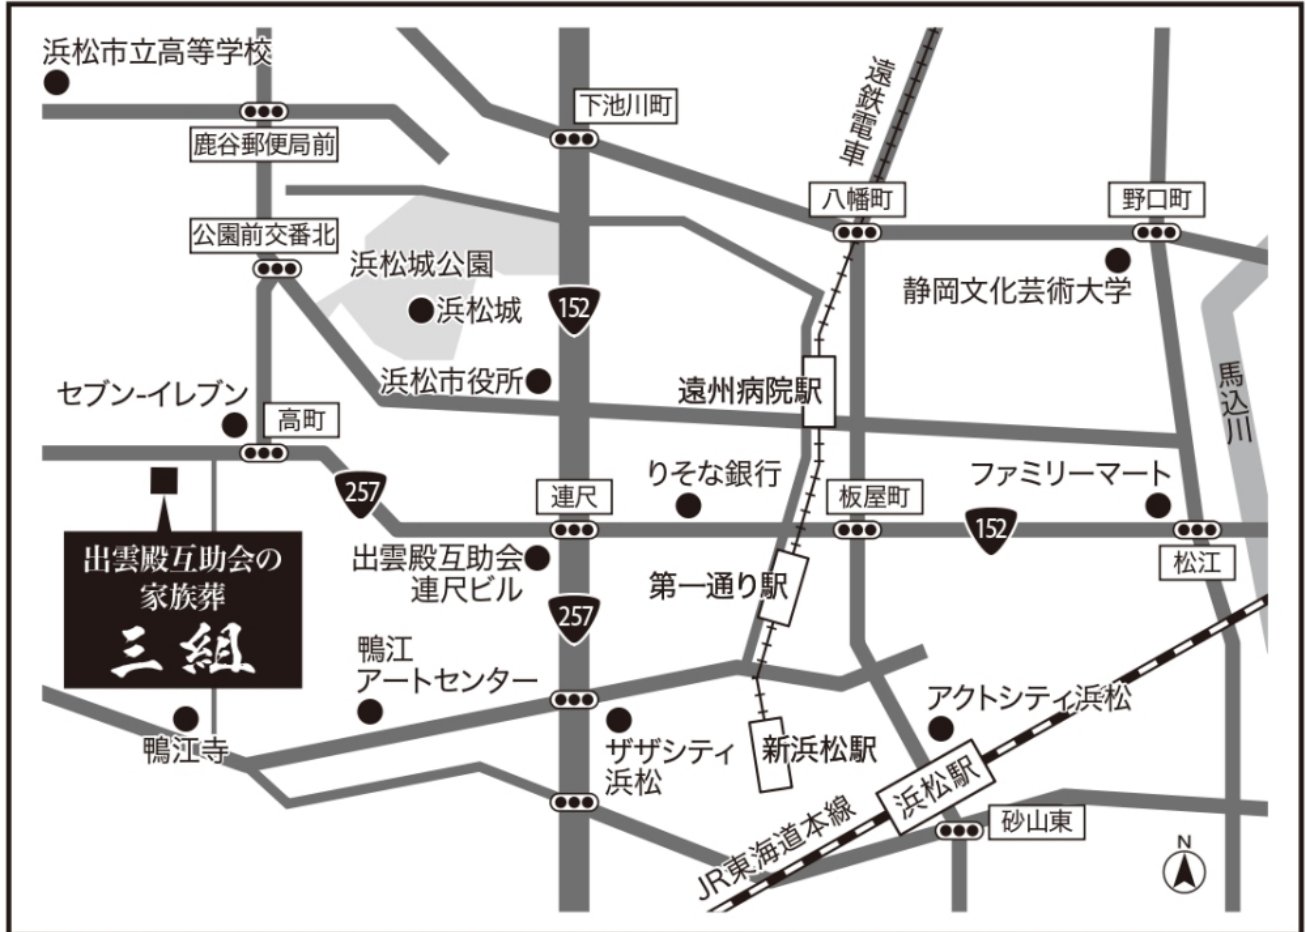 浜松市立高等学校
下池川町
遠鉄電車
鹿谷郵便局前
八幡町
野口町
公園前交番北
浜松城公園
静岡文化芸術大学
浜松城
152
浜松市役所
遠州病院駅
馬込川
セブン-イレブン
高町
257
連尺
りそな銀行
板屋町
ファミリーマート
152
出雲殿互助会の
家族葬
三組
出雲殿互助会
連尺ビル
第一通り駅
松江
257
鴨江
アートセンター
アクトシティ浜松
鴨江寺
ザザシティ
浜松
新浜松駅
浜松駅
JR東海道本線
砂山東
N